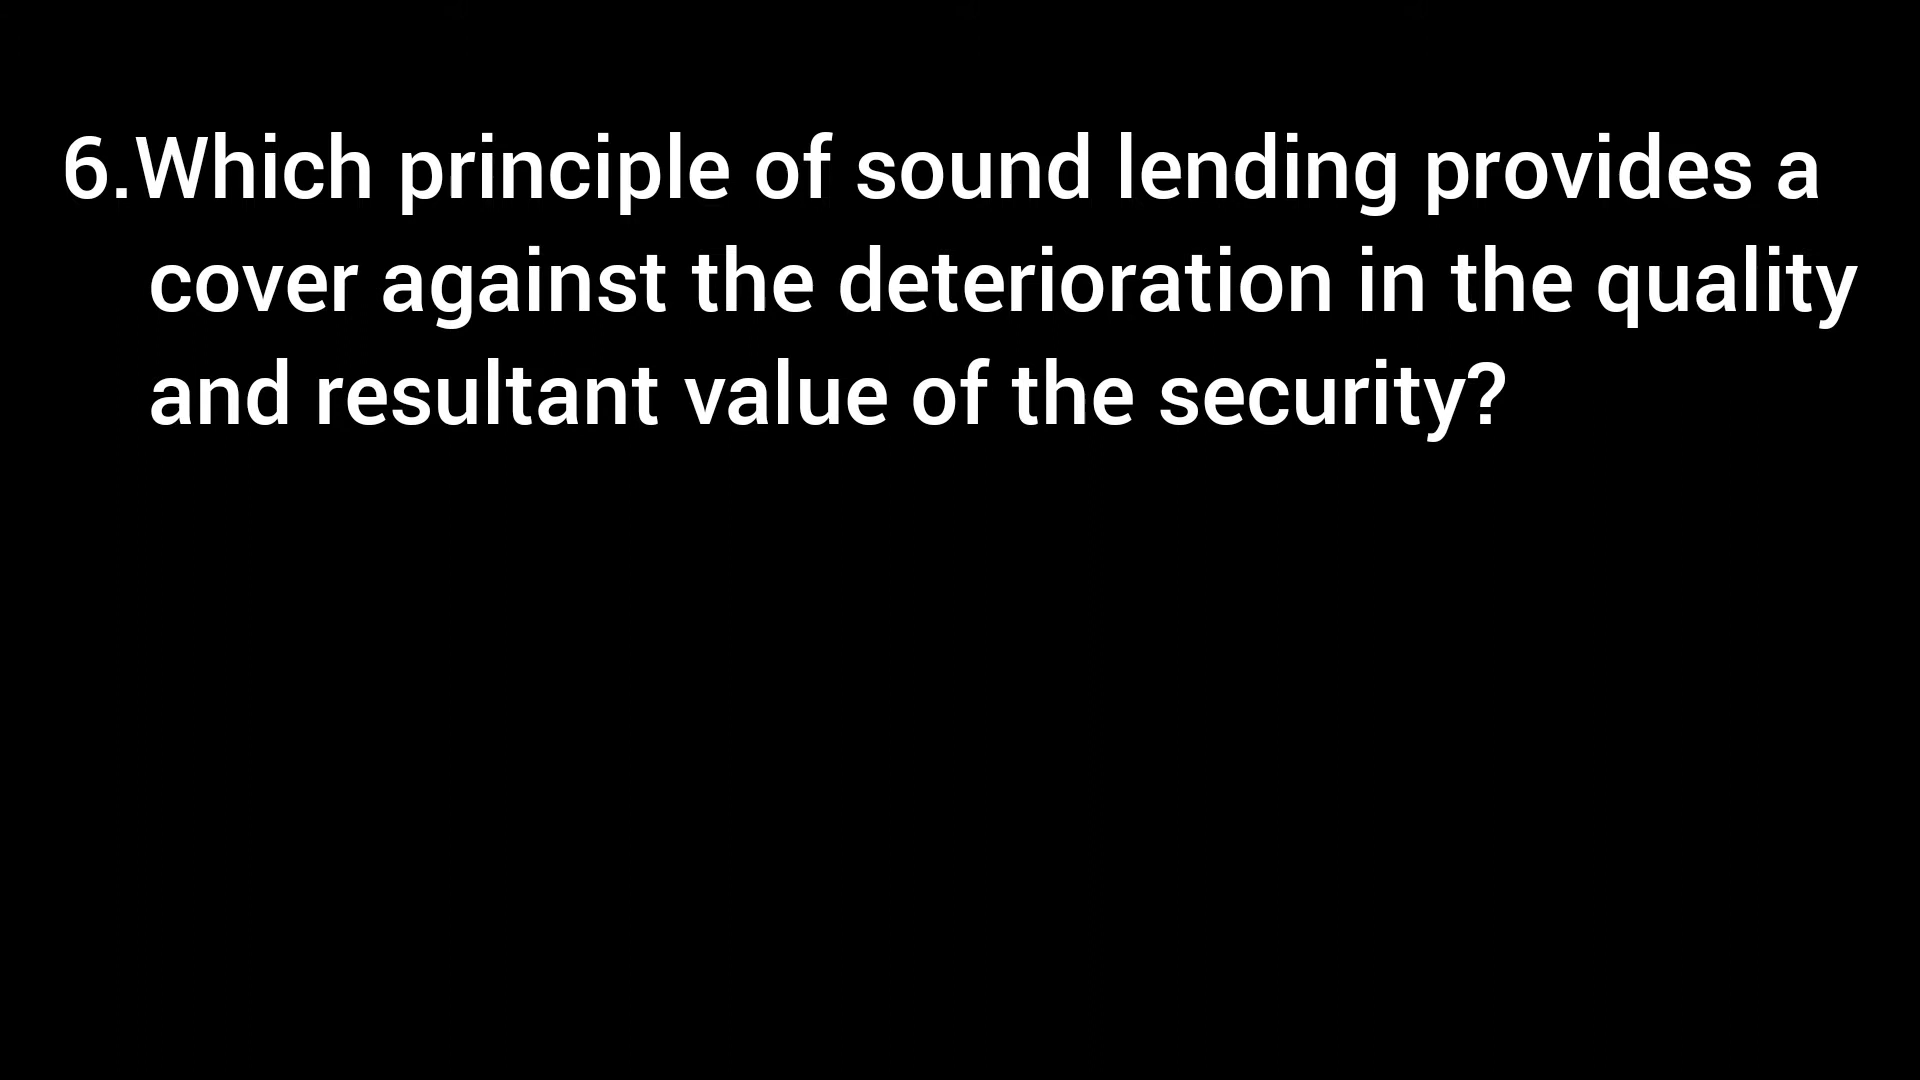 6.Which principle of sound lending provides a
cover against the deterioration in the quality
and resultant value of the security?